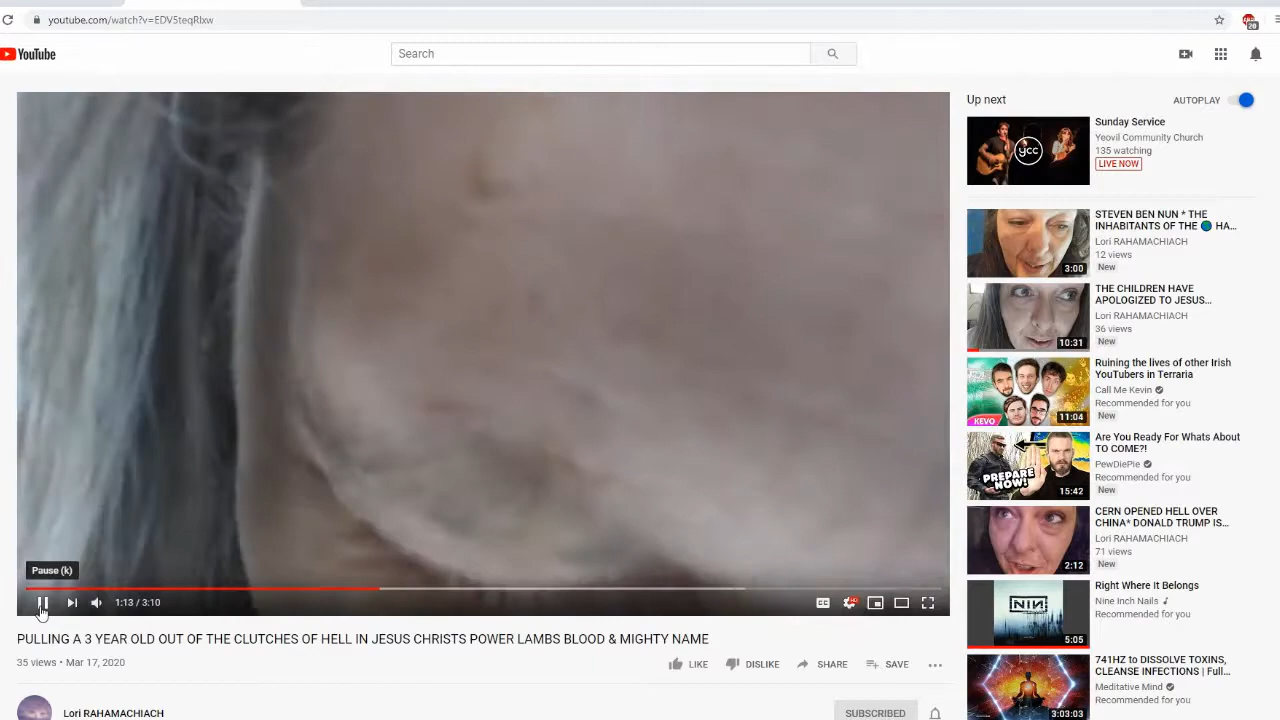 youtube.com/watch?v=EDV5teqRlxw
20
YouTube
Search
Up next
AUTOPLAY
Sunday Service
Yeovil Community Church
135 watching
LIVE NOW
ycc
STEVEN BEN NUN * THE
INHABITANTS OF THE 🌏 HA...
Lori RAHAMACHIACH
12 views
New
3:00
THE CHILDREN HAVE
APOLOGIZED TO JESUS...
Lori RAHAMACHIACH
36 views
New
10:31
Ruining the lives of other Irish
YouTubers in Terraria
Call Me Kevin
Recommended for you
New
KEVO
11:04
Are You Ready For Whats About
TO COME?!
PewDiePie
Recommended for you
New
PREPARE
NOW!
15:42
CERN OPENED HELL OVER
CHINA* DONALD TRUMP IS...
Lori RAHAMACHIACH
71 views
New
2:12
Right Where It Belongs
Nine Inch Nails
Recommended for you
NIN
5:05
741HZ to DISSOLVE TOXINS,
CLEANSE INFECTIONS | Full...
Meditative Mind
Recommended for you
3:03:03
Pause (k)
1:13 / 3:10
CC
HD
PULLING A 3 YEAR OLD OUT OF THE CLUTCHES OF HELL IN JESUS CHRISTS POWER LAMBS BLOOD & MIGHTY NAME
35 views • Mar 17, 2020
LIKE
DISLIKE
SHARE
SAVE
Lori RAHAMACHIACH
SUBSCRIBED